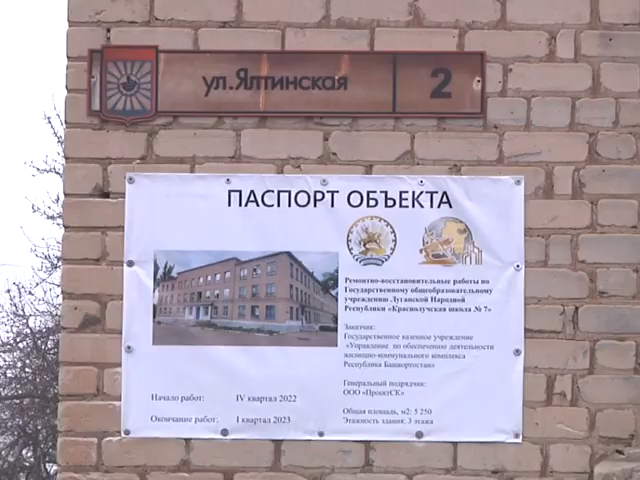 ул.Ялтинская 2
ПАСПОРТ ОБЪЕКТА
Ремонтно-восстановительные работы по
Государственному общеобразовательному
учреждению Луганской Народной
Республики «Краснолучская школа № 7»
Заказчик:
Государственное казенное учреждение
«Управление по обеспечению деятельности
жилищно-коммунального комплекса
Республика Башкортостан»
Генеральный подрядчик:
ООО «ПроектСК»
Общая площадь, м2: 5 250
Этажность здания: 3 этажа
Начало работ: IV квартал 2022
Окончание работ: I квартал 2023